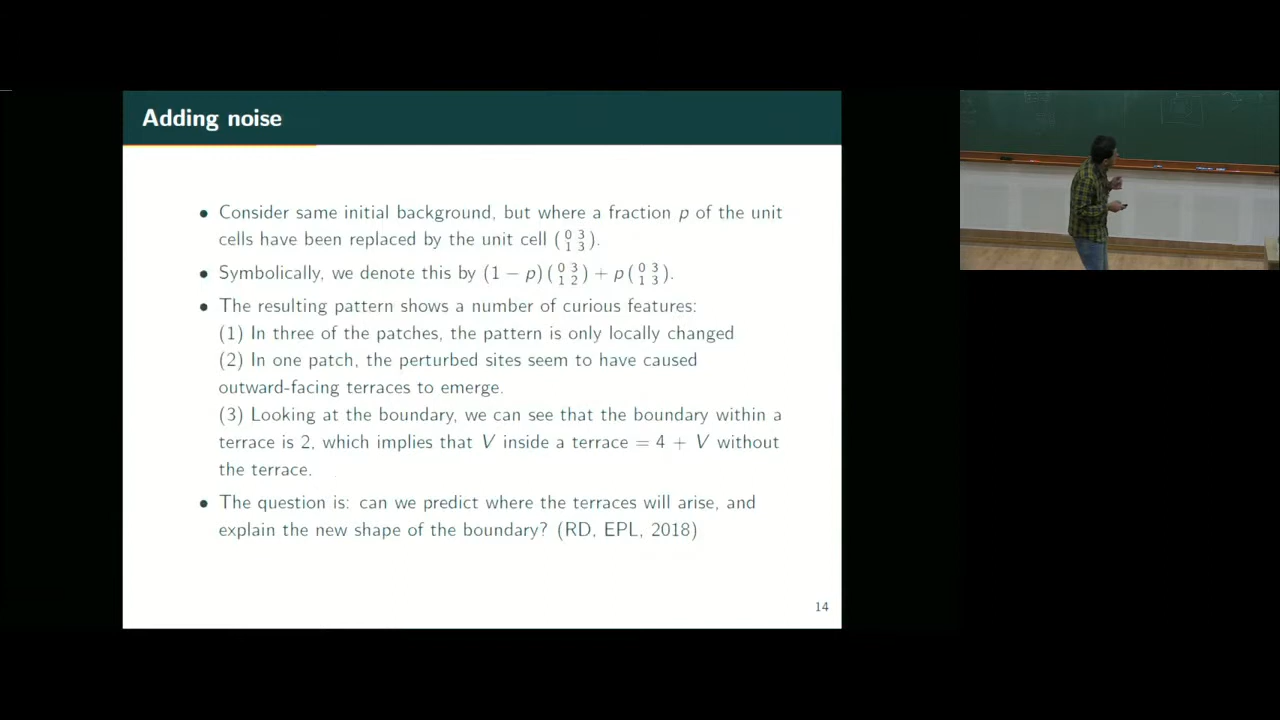 Adding noise
• Consider same initial background, but where a fraction p of the unit
cells have been replaced by the unit cell (0 3 / 1 3).
• Symbolically, we denote this by (1 − p)(0 3 / 1 2) + p(0 3 / 1 3).
• The resulting pattern shows a number of curious features:
(1) In three of the patches, the pattern is only locally changed
(2) In one patch, the perturbed sites seem to have caused
outward-facing terraces to emerge.
(3) Looking at the boundary, we can see that the boundary within a
terrace is 2, which implies that V inside a terrace = 4 + V without
the terrace.
• The question is: can we predict where the terraces will arise, and
explain the new shape of the boundary? (RD, EPL, 2018)
14